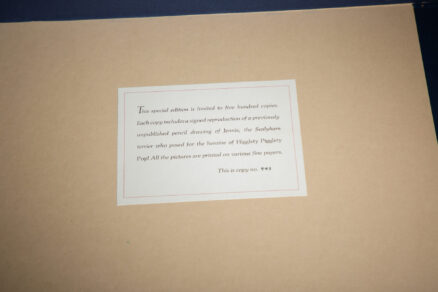 This special edition is limited to five hundred copies.
Each copy includes a signed reproduction of a previously
unpublished pencil drawing of Jennie, the Sealyham
terrier who posed for the heroine of Higglety Pigglety
Pop! All the pictures are printed on various fine papers.
This is copy no.